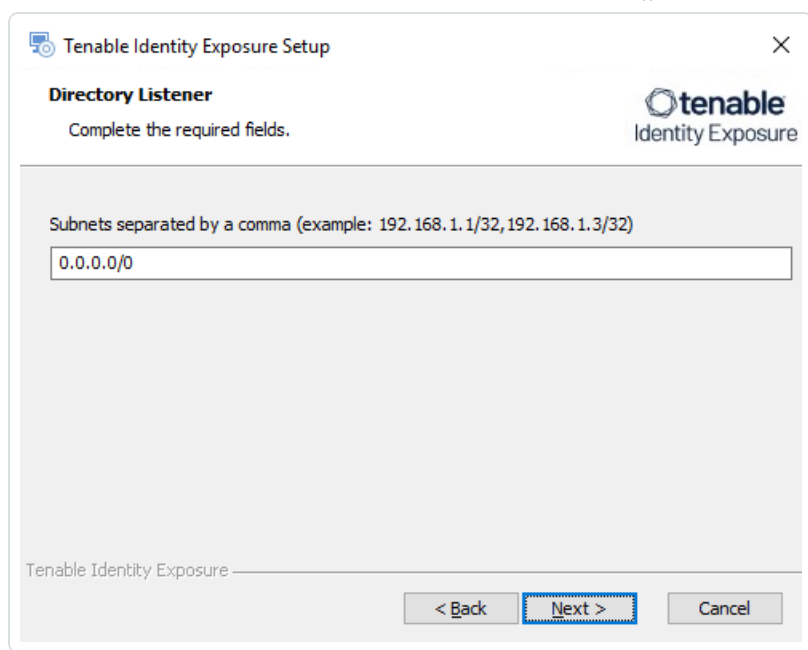 Tenable Identity Exposure Setup
Directory Listener
Complete the required fields.
tenable
Identity Exposure
Subnets separated by a comma (example: 192.168.1.1/32,192.168.1.3/32)
0.0.0.0/0
Tenable Identity Exposure
< Back
Next >
Cancel